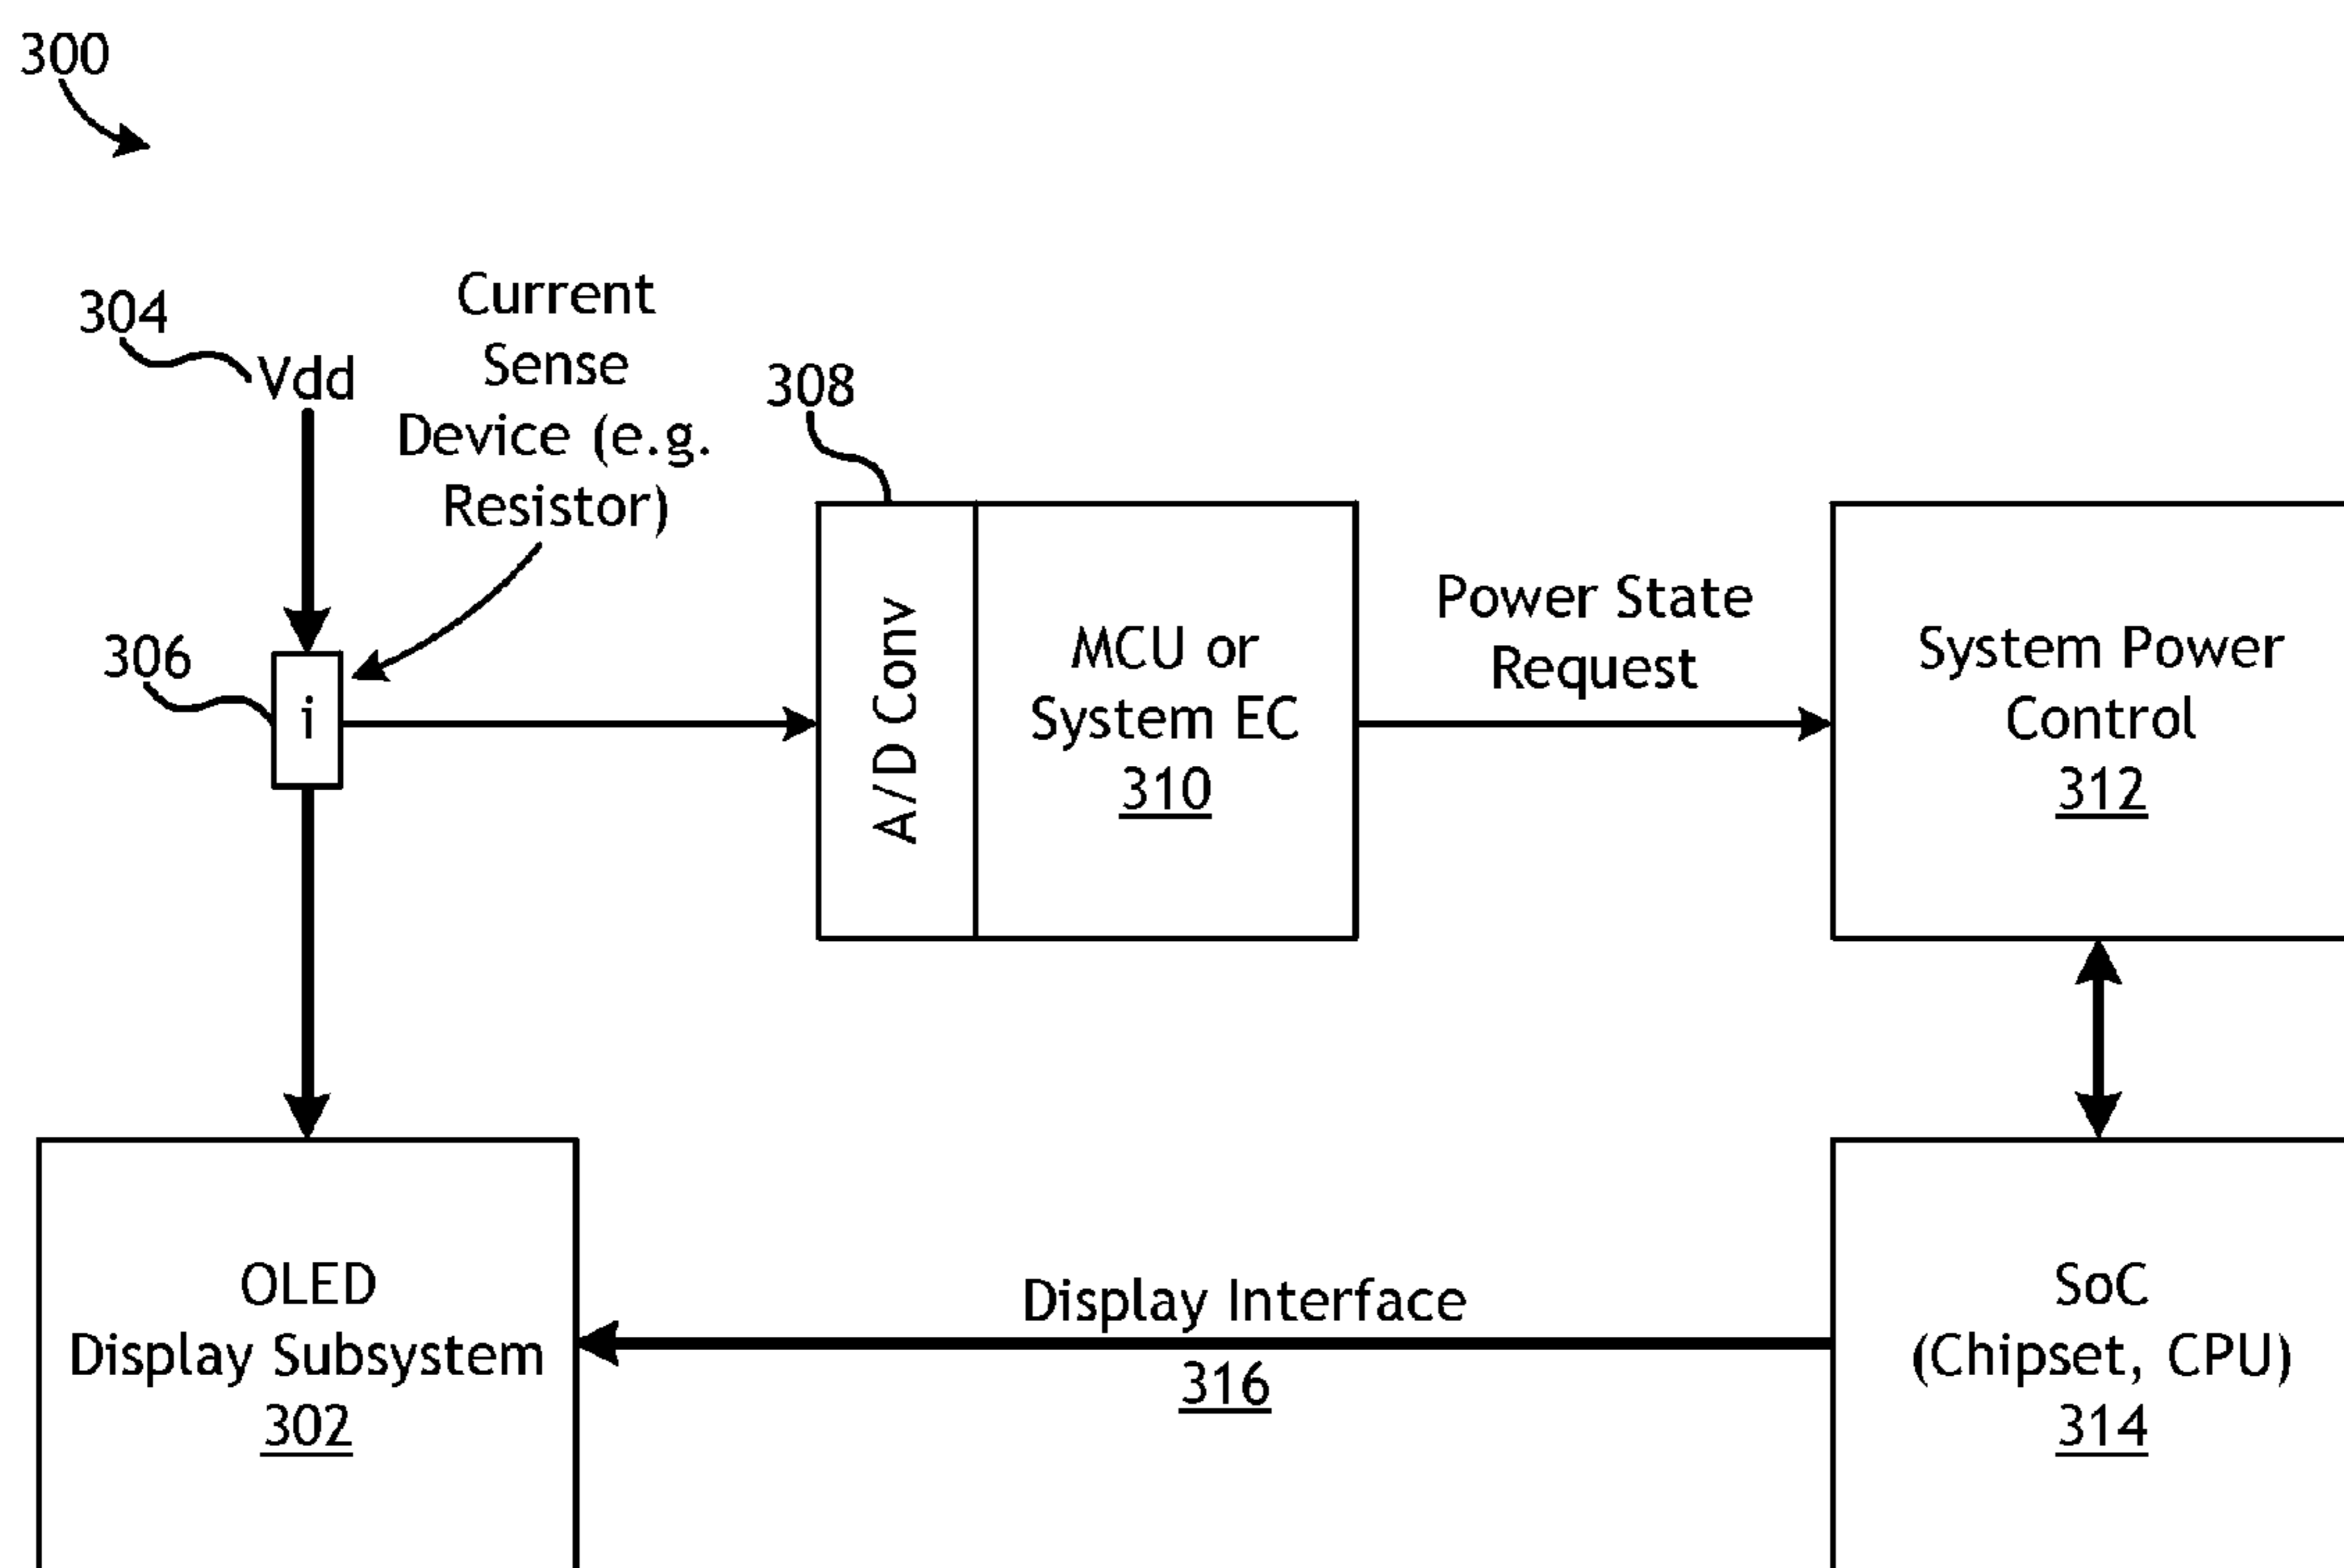 300
304
Vdd
Current
Sense
Device (e.g.
Resistor)
306
i
308
A/D Conv
MCU or
System EC
310
Power State
Request
System Power
Control
312
OLED
Display Subsystem
302
Display Interface
316
SoC
(Chipset, CPU)
314